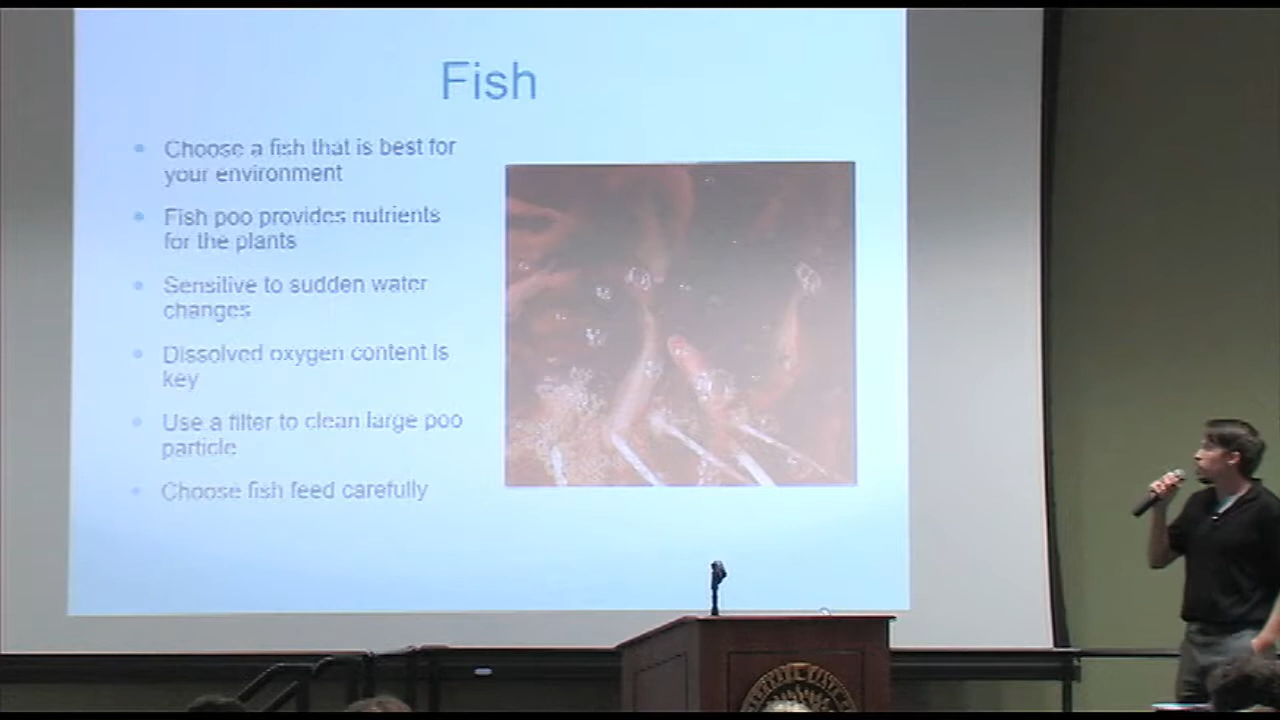 Fish
Choose a fish that is best for
your environment
Fish poo provides nutrients
for the plants
Sensitive to sudden water
changes
Dissolved oxygen content is
key
Use a filter to clean large poo
particle
Choose fish feed carefully